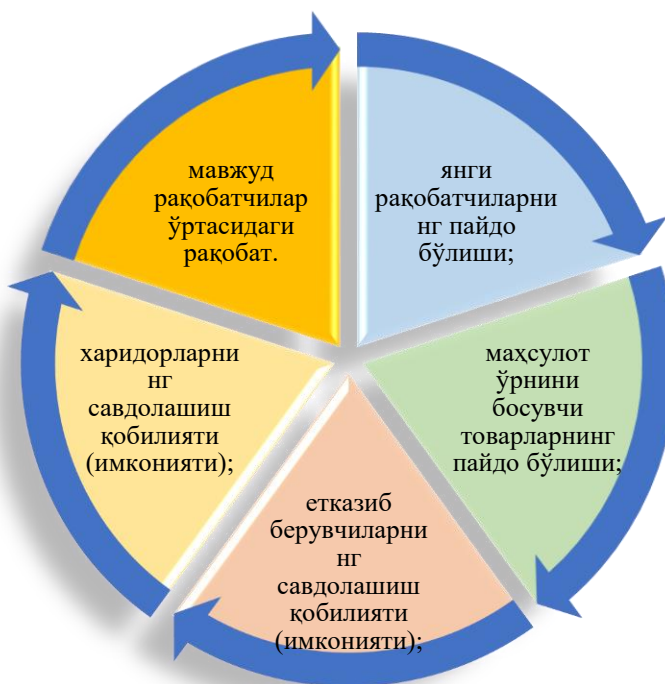 янги
рақобатчиларни
нг пайдо
бўлиши;
маҳсулот
ўрнини
босувчи
товарларнинг
пайдо бўлиши;
етказиб
берувчиларни
нг
савдолашиш
қобилияти
(имконияти);
харидорларни
нг
савдолашиш
қобилияти
(имконияти);
мавжуд
рақобатчилар
ўртасидаги
рақобат.